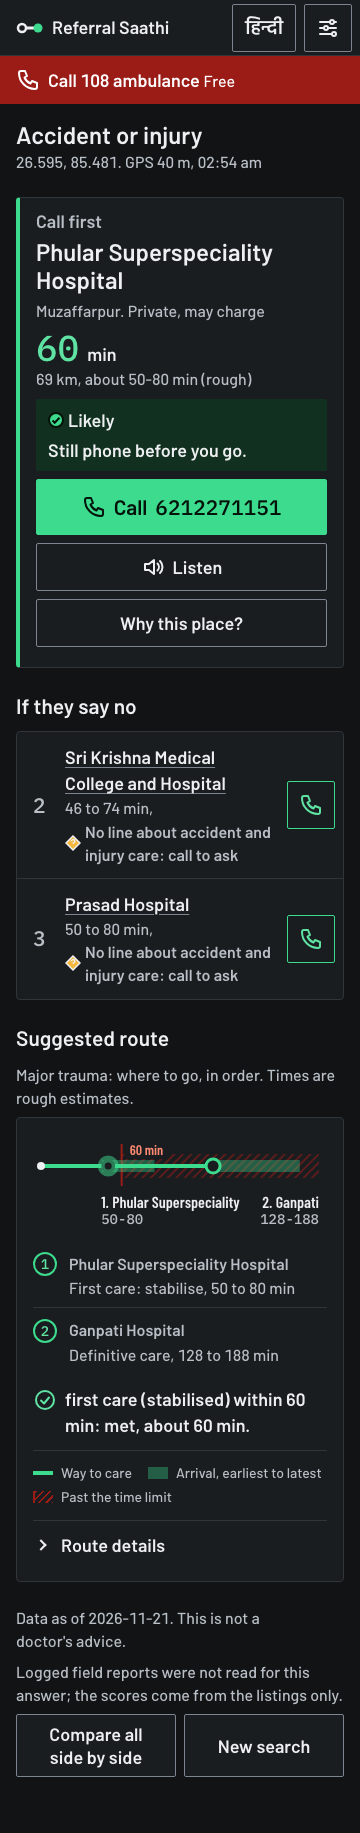 Referral Saathi
हिन्दी
Call 108 ambulance Free
Accident or injury
26.595, 85.481. GPS 40 m, 02:54 am
Call first
Phular Superspeciality
Hospital
Muzaffarpur. Private, may charge
60 min
69 km, about 50-80 min (rough)
Likely
Still phone before you go.
Call 6212271151
Listen
Why this place?
If they say no
2
Sri Krishna Medical
College and Hospital
46 to 74 min,
No line about accident and
injury care: call to ask
3
Prasad Hospital
50 to 80 min,
No line about accident and
injury care: call to ask
Suggested route
Major trauma: where to go, in order. Times are
rough estimates.
60 min
1. Phular Superspeciality
50-80
2. Ganpati
128-188
1
Phular Superspeciality Hospital
First care: stabilise, 50 to 80 min
2
Ganpati Hospital
Definitive care, 128 to 188 min
first care (stabilised) within 60
min: met, about 60 min.
Way to care
Arrival, earliest to latest
Past the time limit
Route details
Data as of 2026-11-21. This is not a
doctor's advice.
Logged field reports were not read for this
answer; the scores come from the listings only.
Compare all
side by side
New search